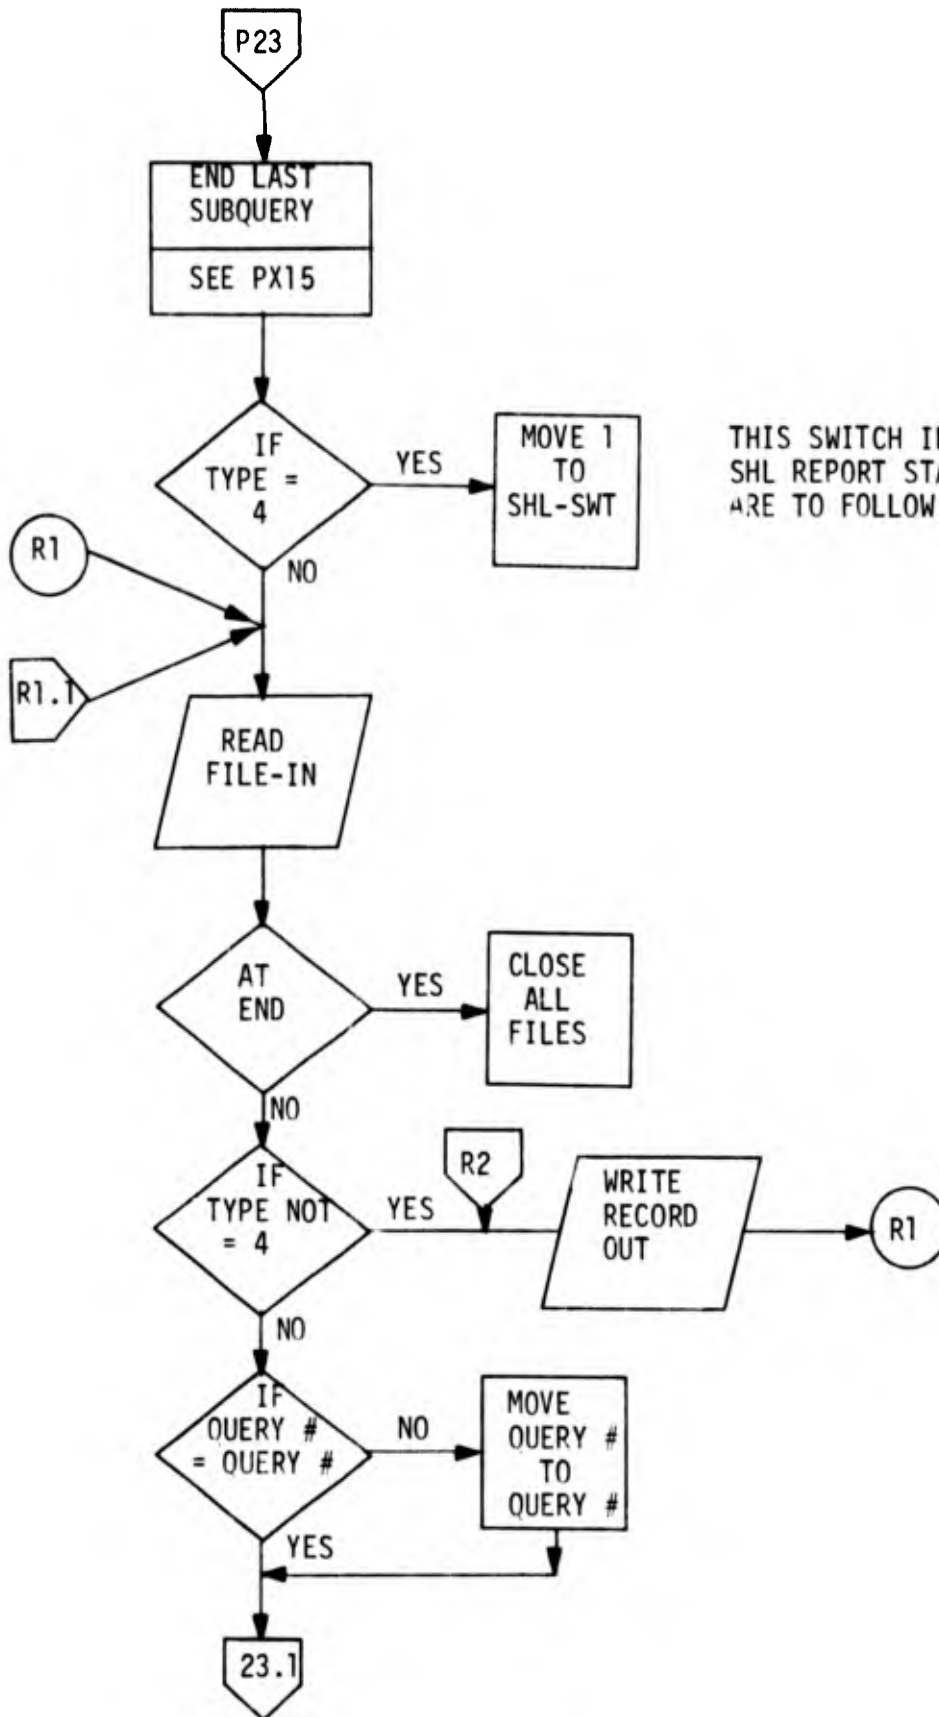 P23
END LAST
SUBQUERY
SEE PX15
IF
TYPE =
4
YES
MOVE 1
TO
SHL-SWT
THIS SWITCH
SHL REPORT
ARE TO FOLLOW
NO
R1
R1.1
READ
FILE-IN
AT
END
YES
CLOSE
ALL
FILES
NO
IF
TYPE NOT
= 4
YES
R2
WRITE
RECORD
OUT
R1
NO
IF
QUERY #
= QUERY #
NO
MOVE
QUERY #
TO
QUERY #
YES
23.1